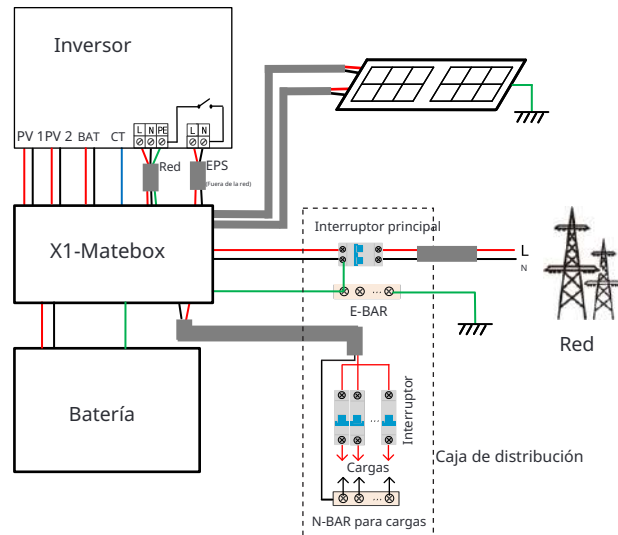 Inversor
PV 1 PV 2 BAT CT
L N PE
L N
Red
EPS
(Fuera de la red)
X1-Matebox
Interruptor principal
L
N
E-BAR
Red
Batería
Interruptor
Cargas
Caja de distribución
N-BAR para cargas